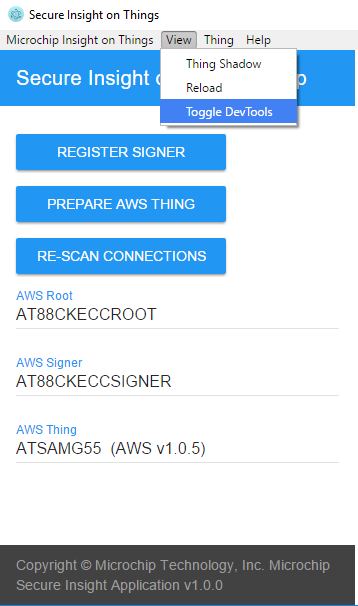 Secure Insight on Things
Microchip Insight on Things View Thing Help
Thing Shadow
Reload
Toggle DevTools
Secure Insight
REGISTER SIGNER
PREPARE AWS THING
RE-SCAN CONNECTIONS
AWS Root
AT88CKECCROOT
AWS Signer
AT88CKECCSIGNER
AWS Thing
ATSAMG55 (AWS v1.0.5)
Copyright © Microchip Technology, Inc. Microchip
Secure Insight Application v1.0.0